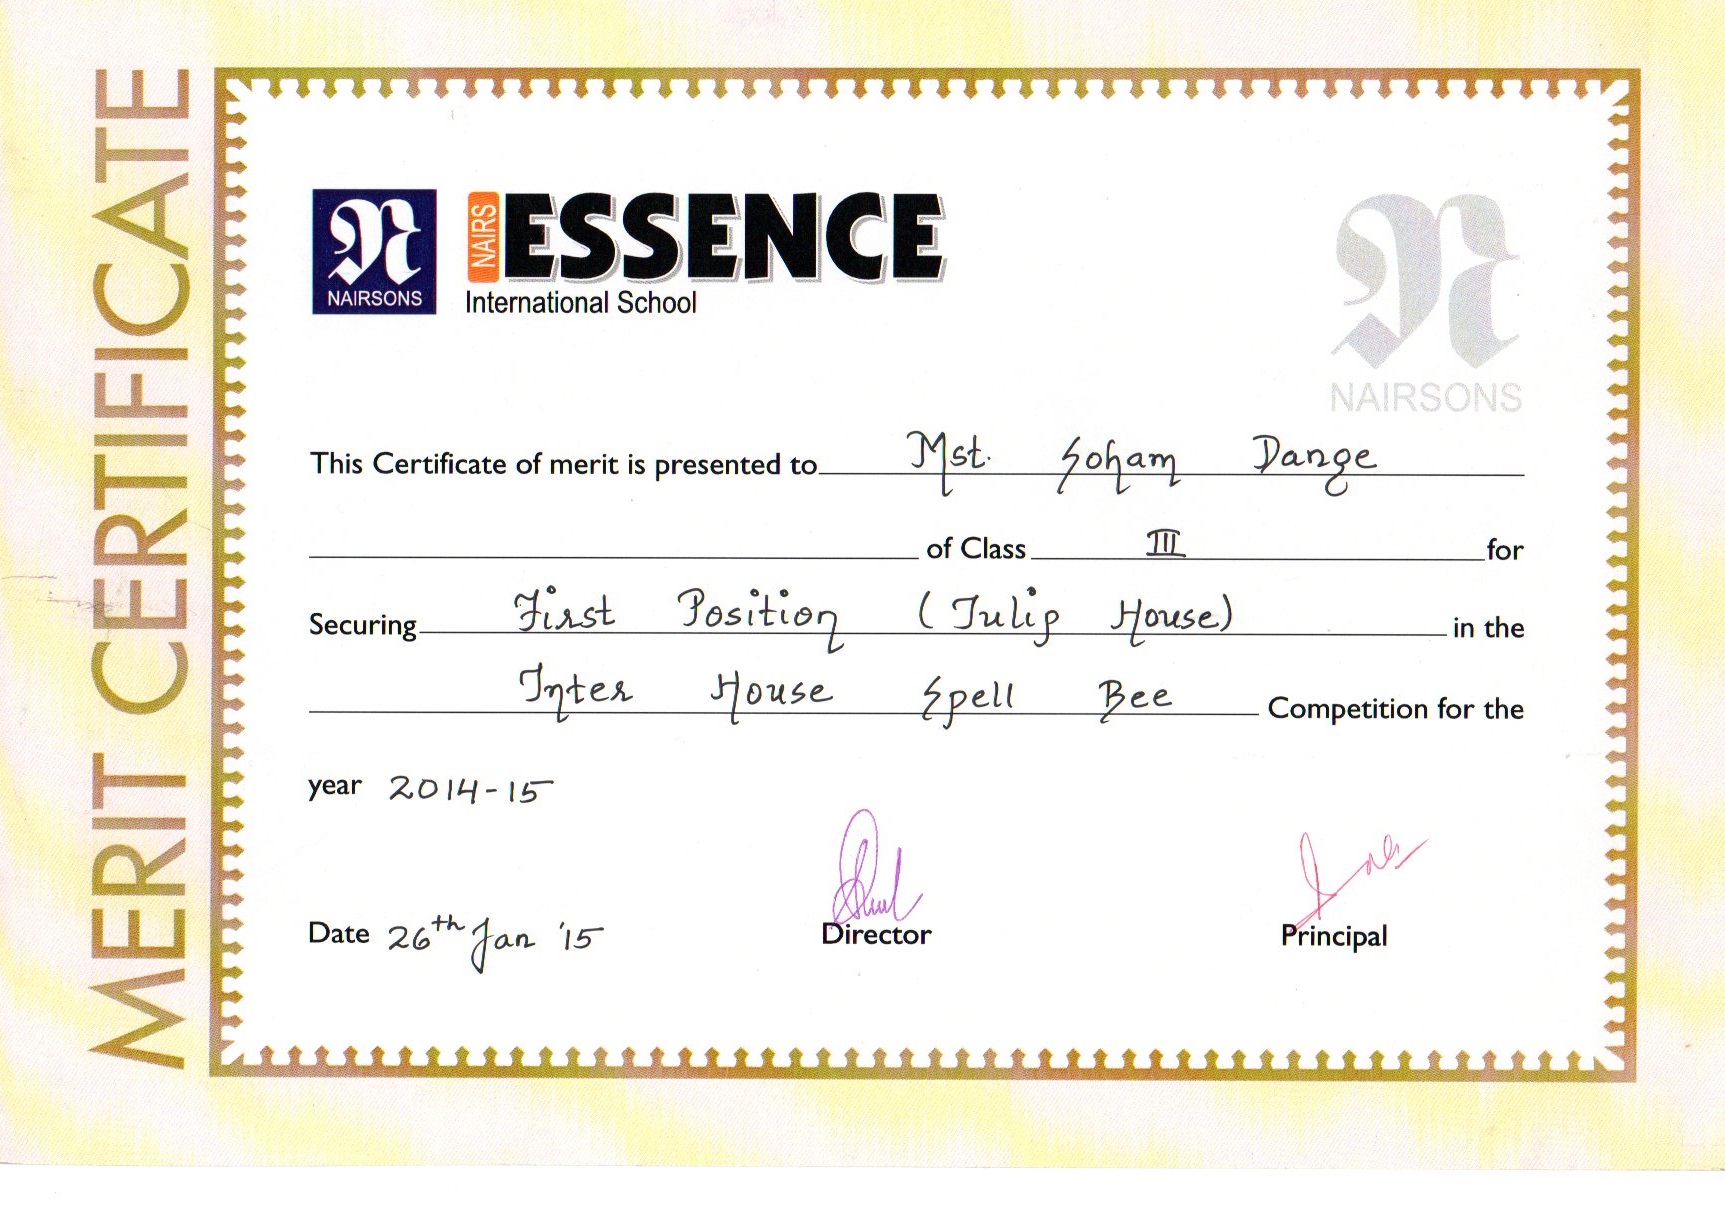 MERIT CERTIFICATE
NAIRSONS
NAIRS ESSENCE
International School
NAIRSONS
This Certificate of merit is presented to Mst. Soham Dange
of Class III for
Securing First Position (Tulip House) in the
Inter House Spell Bee Competition for the
year 2014-15
Date 26th Jan '15 Director Principal